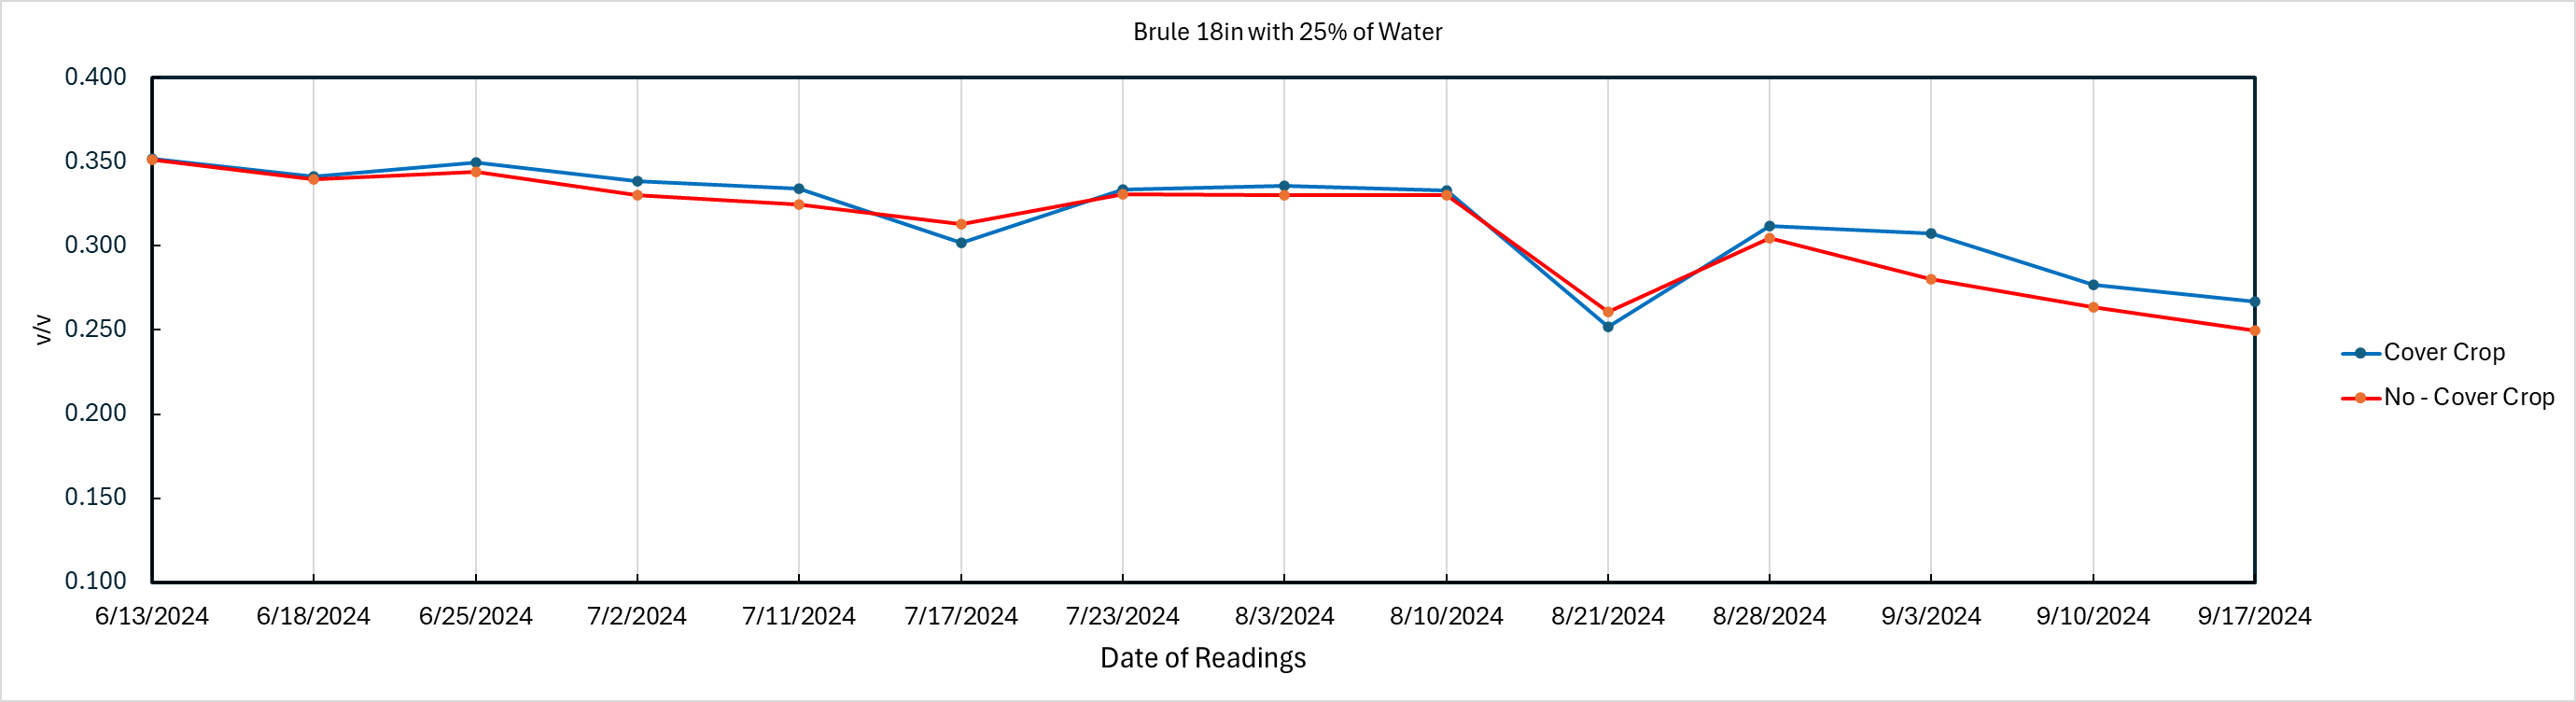 Brule 18in with 25% of Water
0.400
0.350
0.300
0.250
0.200
0.150
0.100
v/v
6/13/2024 6/18/2024 6/25/2024 7/2/2024 7/11/2024 7/17/2024 7/23/2024 8/3/2024 8/10/2024 8/21/2024 8/28/2024 9/3/2024 9/10/2024 9/17/2024
Date of Readings
Cover Crop
No - Cover Crop